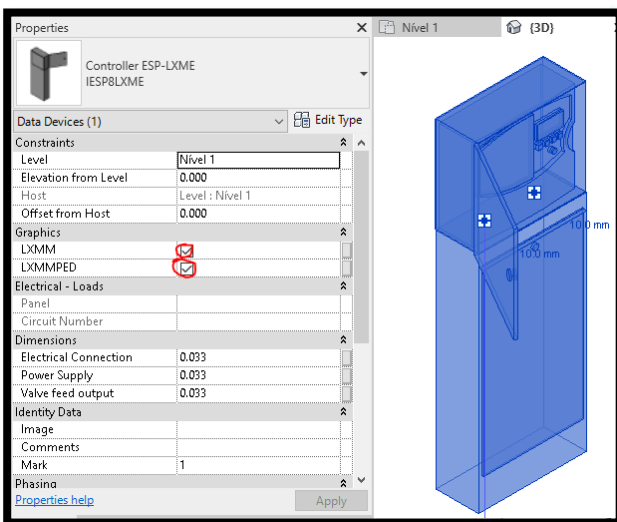 Properties
Nível 1
{3D}
Controller ESP-LXME
IESP8LXME
Data Devices (1)
Edit Type
Constraints
Level Nível 1
Elevation from Level 0.000
Host Level : Nível 1
Offset from Host 0.000
Graphics
LXMM
LXMMPED
Electrical - Loads
Panel
Circuit Number
Dimensions
Electrical Connection 0.033
Power Supply 0.033
Valve feed output 0.033
Identity Data
Image
Comments
Mark 1
Phasing
Properties help
Apply
10.0 mm
10.0 mm